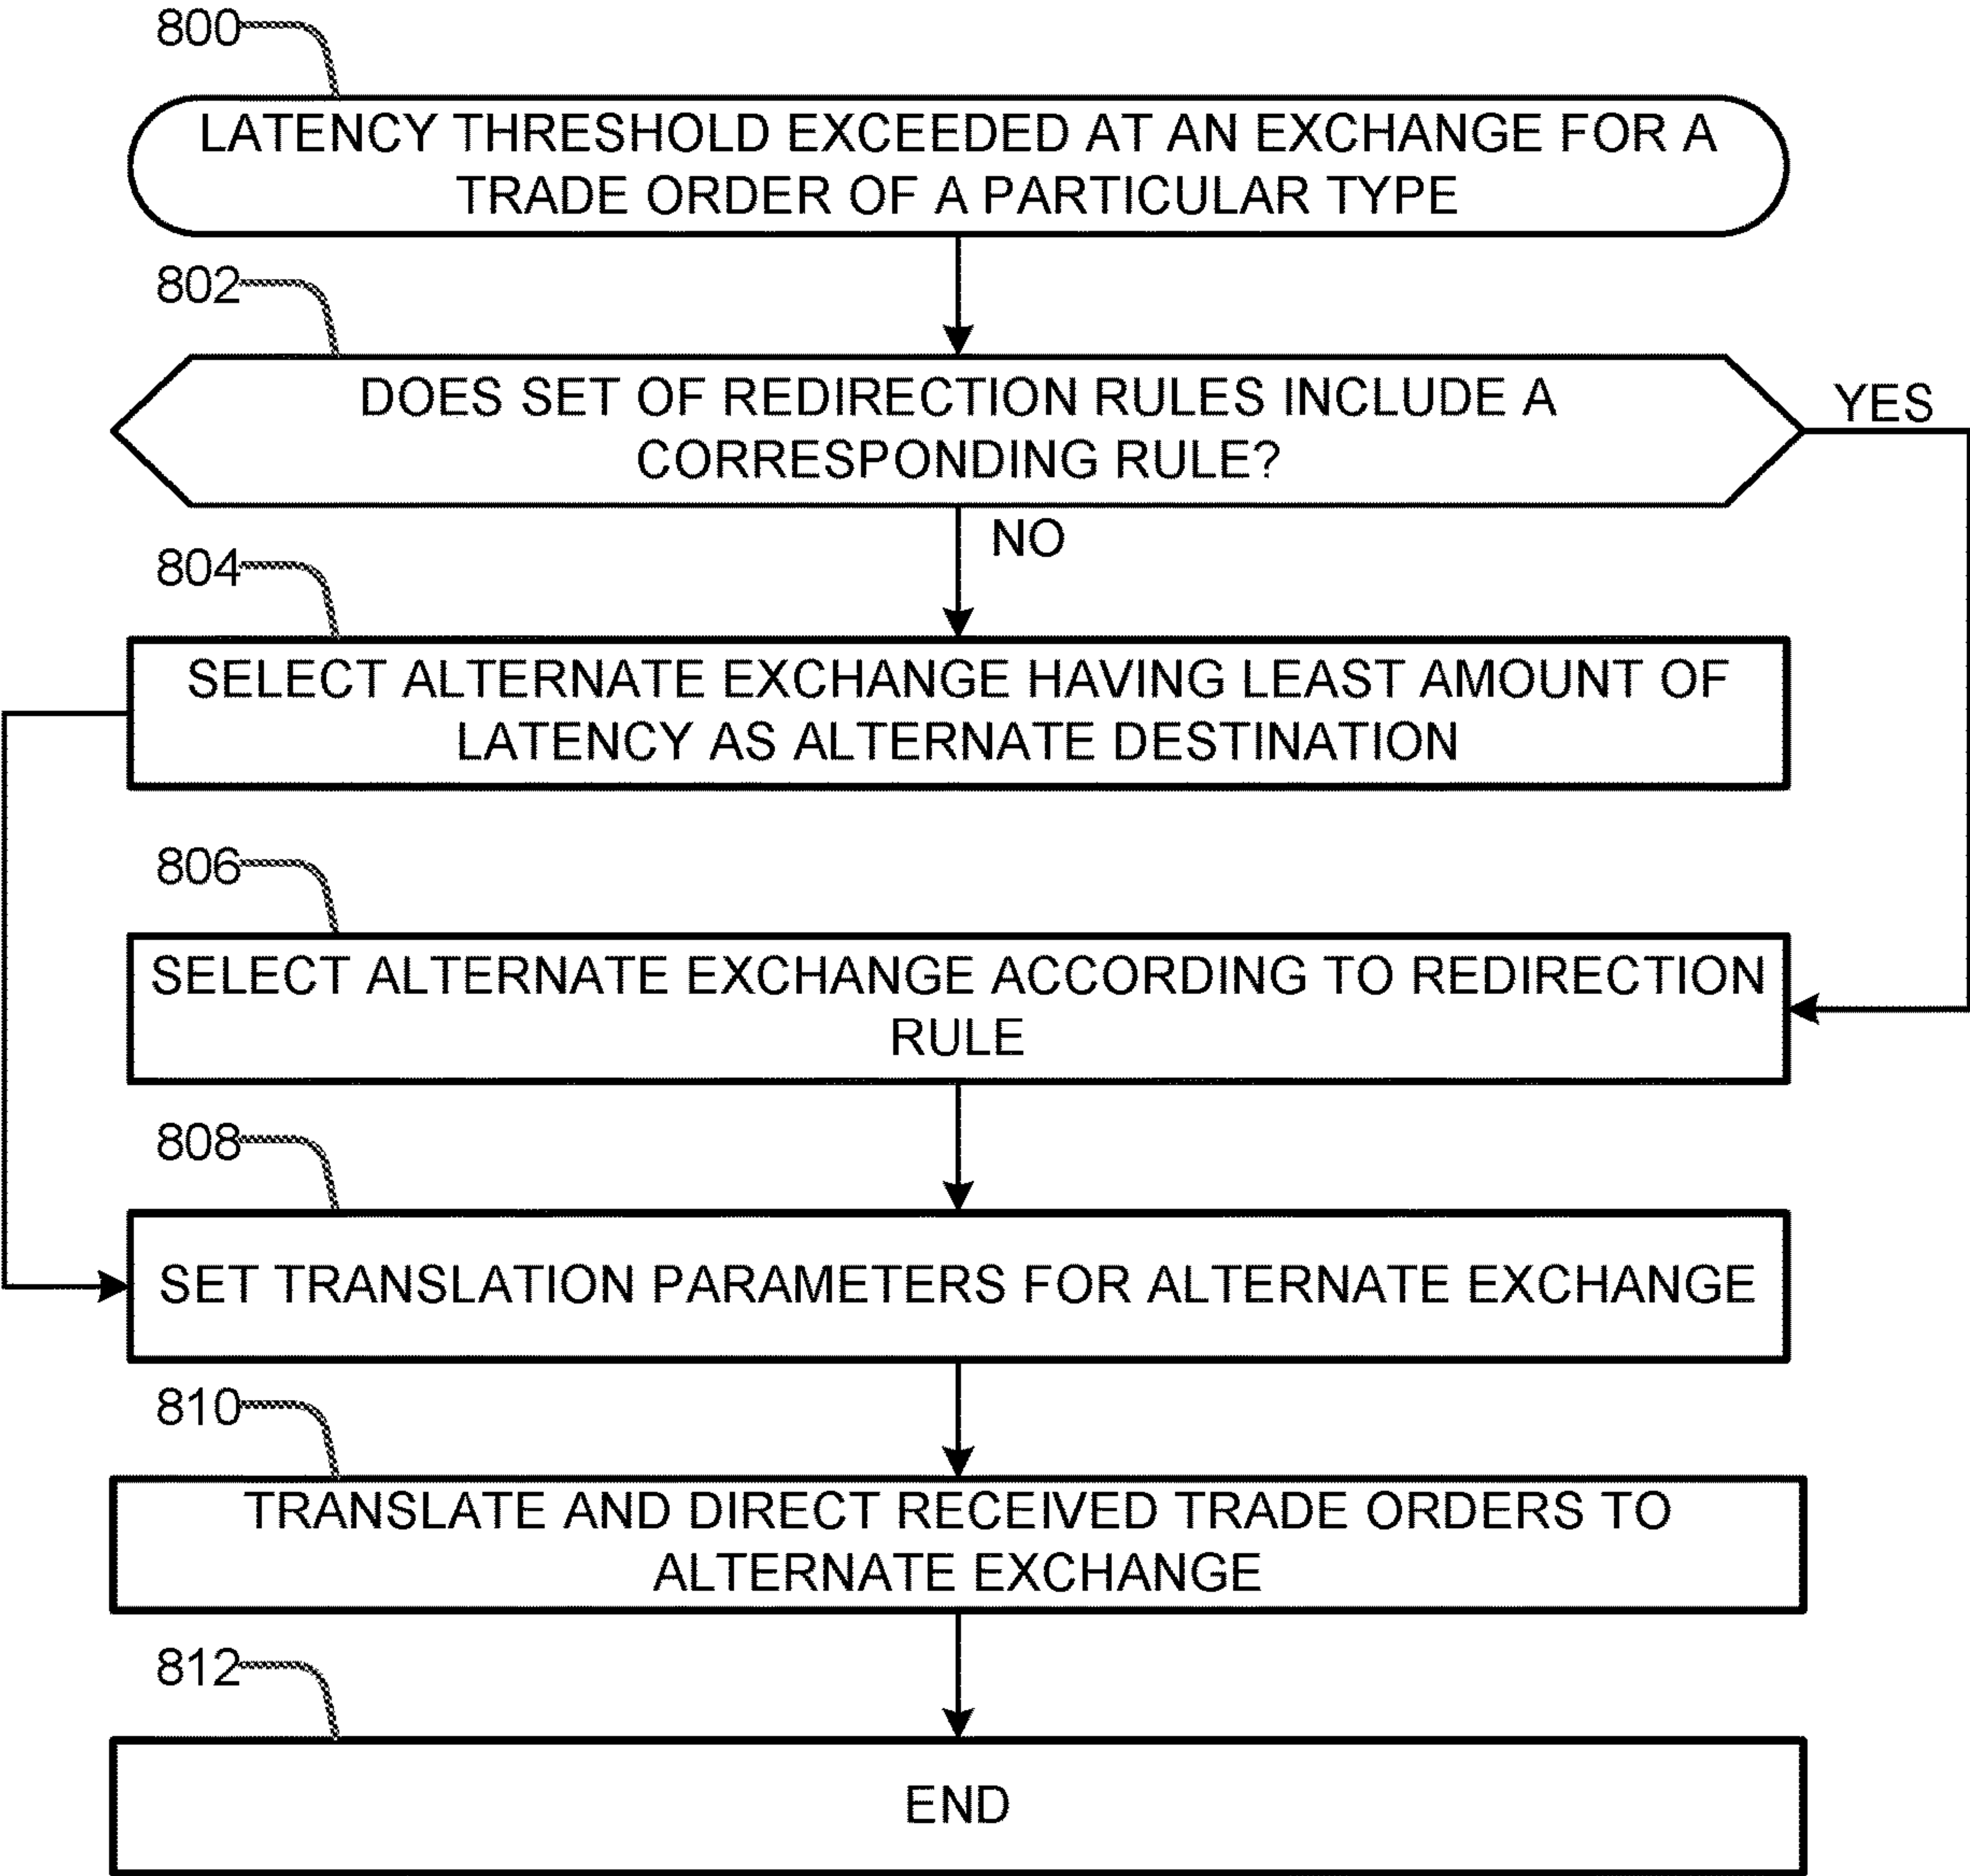 800
LATENCY THRESHOLD EXCEEDED AT AN EXCHANGE FOR A
TRADE ORDER OF A PARTICULAR TYPE
802
DOES SET OF REDIRECTION RULES INCLUDE A
CORRESPONDING RULE?
YES
NO
804
SELECT ALTERNATE EXCHANGE HAVING LEAST AMOUNT OF
LATENCY AS ALTERNATE DESTINATION
806
SELECT ALTERNATE EXCHANGE ACCORDING TO REDIRECTION
RULE
808
SET TRANSLATION PARAMETERS FOR ALTERNATE EXCHANGE
810
TRANSLATE AND DIRECT RECEIVED TRADE ORDERS TO
ALTERNATE EXCHANGE
812
END